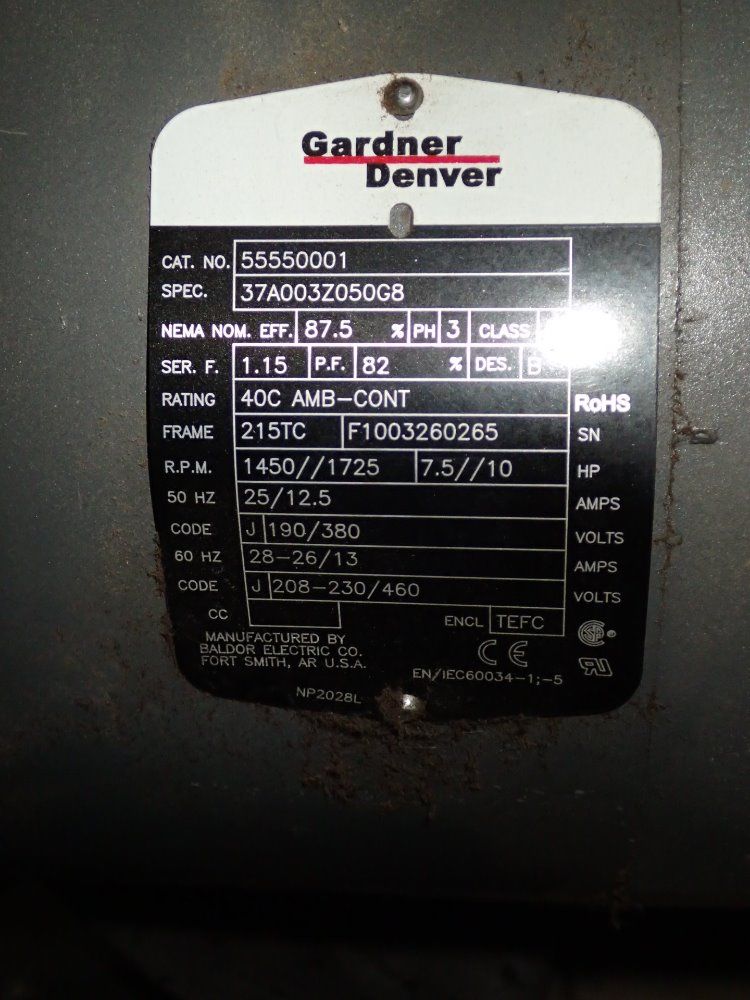 Gardner
Denver
CAT. NO. 55550001
SPEC. 37A003Z050G8
NEMA NOM. EFF. 87.5 % PH 3 CLASS
SER. F. 1.15 P.F. 82 % DES. B
RATING 40C AMB-CONT RoHS
FRAME 215TC F1003260265 SN
R.P.M. 1450//1725 7.5//10 HP
50 HZ 25/12.5 AMPS
CODE J 190/380 VOLTS
60 HZ 28-26/13 AMPS
CODE J 208-230/460 VOLTS
CC ENCL TEFC
MANUFACTURED BY
BALDOR ELECTRIC CO.
FORT SMITH, AR U.S.A.
CE
EN/IEC60034-1;-5
NP2028L